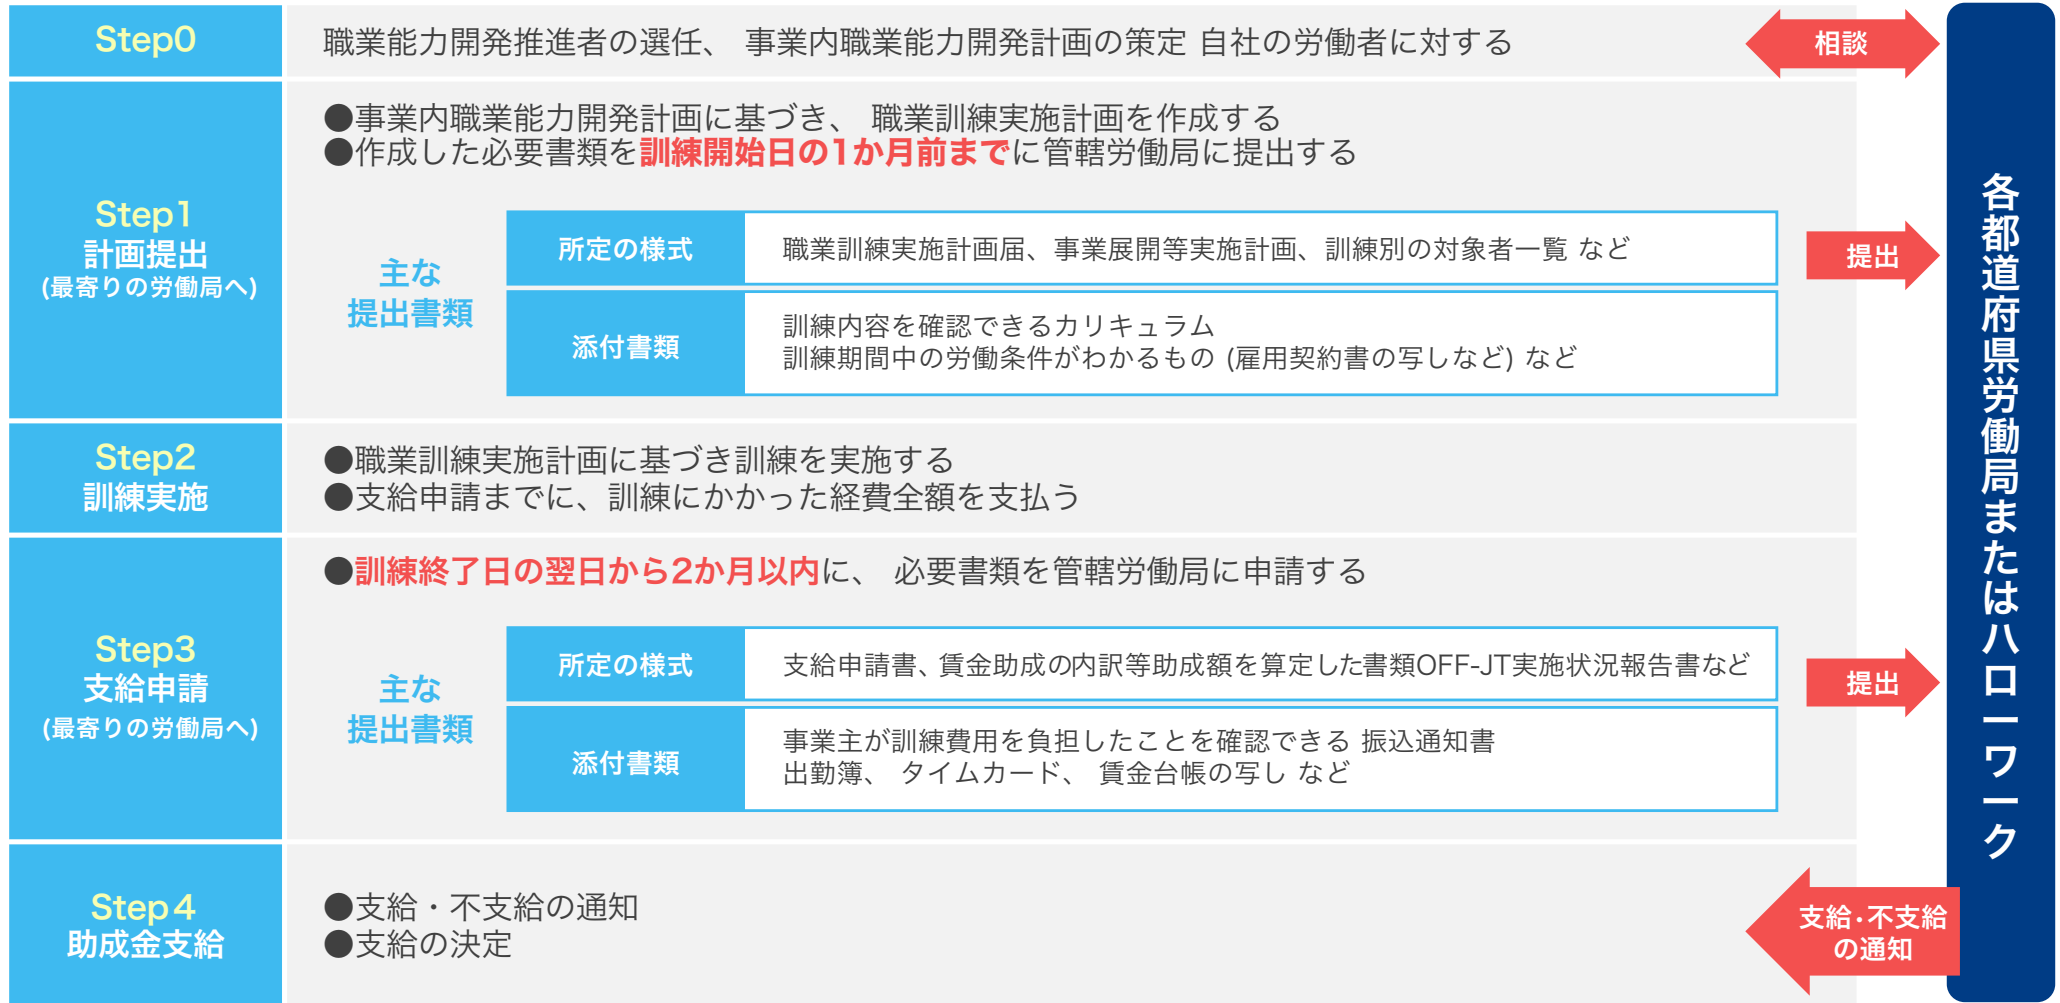 Step0
職業能力開発推進者の選任、 事業内職業能力開発計画の策定 自社の労働者に対する
相談
Step1
計画提出
(最寄りの労働局へ)
●事業内職業能力開発計画に基づき、 職業訓練実施計画を作成する
●作成した必要書類を訓練開始日の1か月前までに管轄労働局に提出する
主な
提出書類
所定の様式
職業訓練実施計画届、事業展開等実施計画、訓練別の対象者一覧 など
添付書類
訓練内容を確認できるカリキュラム
訓練期間中の労働条件がわかるもの (雇用契約書の写しなど) など
提出
Step2
訓練実施
●職業訓練実施計画に基づき訓練を実施する
●支給申請までに、訓練にかかった経費全額を支払う
Step3
支給申請
(最寄りの労働局へ)
●訓練終了日の翌日から2か月以内に、 必要書類を管轄労働局に申請する
主な
提出書類
所定の様式
支給申請書、賃金助成の内訳等助成額を算定した書類OFF-JT実施状況報告書など
添付書類
事業主が訓練費用を負担したことを確認できる 振込通知書
出勤簿、 タイムカード、 賃金台帳の写し など
提出
Step4
助成金支給
●支給・不支給の通知
●支給の決定
支給・不支給
の通知
各都道府県労働局またはハローワーク